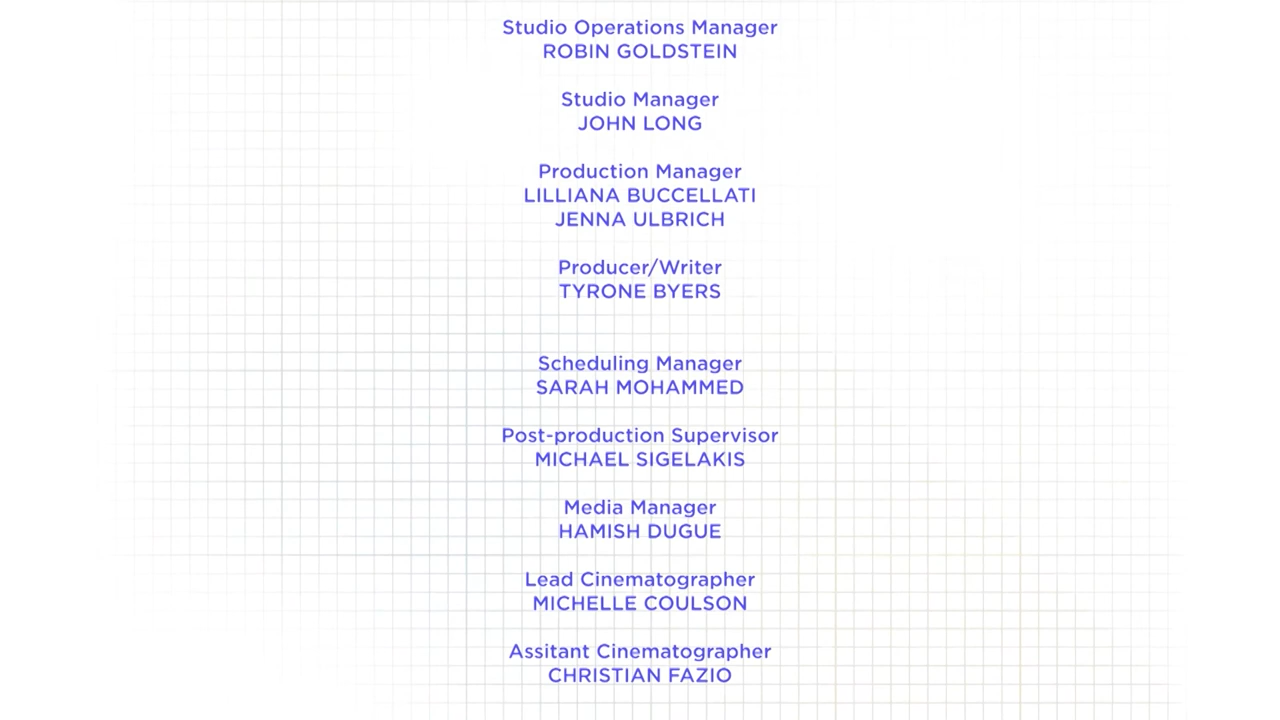 Studio Operations Manager
ROBIN GOLDSTEIN
Studio Manager
JOHN LONG
Production Manager
LILLIANA BUCCELLATI
JENNA ULBRICH
Producer/Writer
TYRONE BYERS
Scheduling Manager
SARAH MOHAMMED
Post-production Supervisor
MICHAEL SIGELAKIS
Media Manager
HAMISH DUGUE
Lead Cinematographer
MICHELLE COULSON
Assitant Cinematographer
CHRISTIAN FAZIO